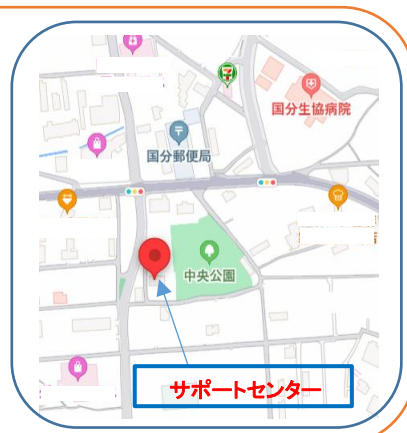 国分生協病院
国分郵便局
中央公園
サポートセンター